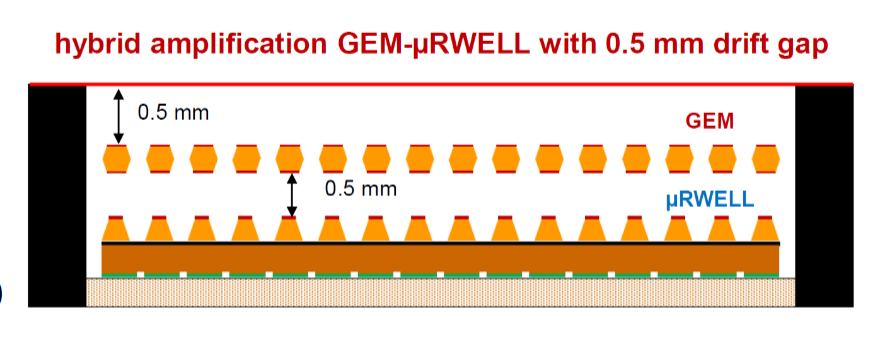 hybrid amplification GEM-µRWELL with 0.5 mm drift gap
0.5 mm
GEM
0.5 mm
µRWELL
)